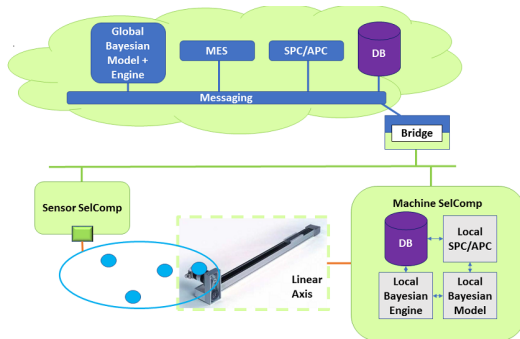 Global
Bayesian
Model +
Engine
MES
SPC/APC
DB
Messaging
Bridge
Sensor SelComp
Linear
Axis
Machine SelComp
DB
Local
SPC/APC
Local
Bayesian
Engine
Local
Bayesian
Model